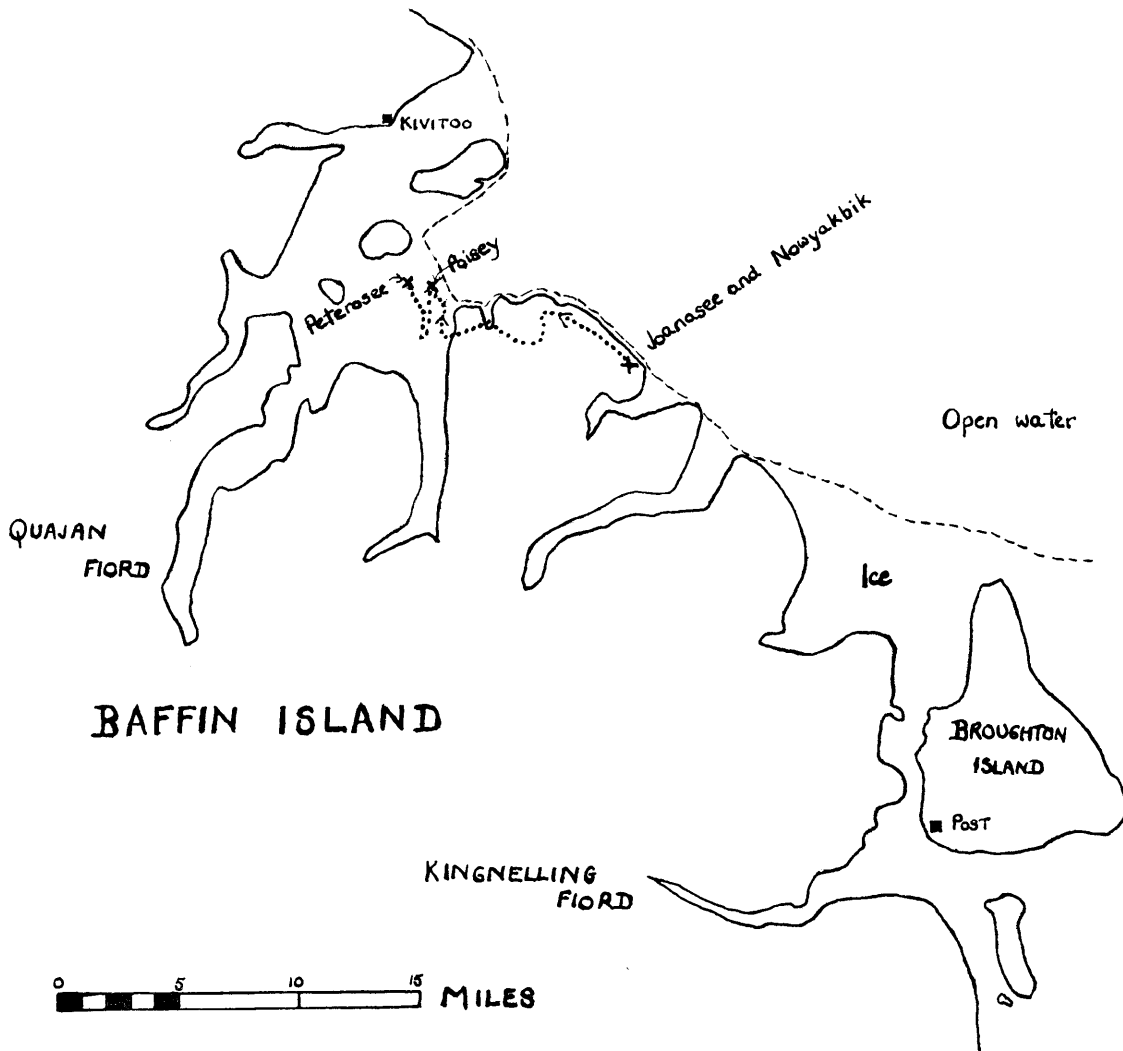 KIVITOO
Poisey
Peterosee
Joanasee and Nowyakbik
Open water
QUAJAN
FIORD
Ice
BAFFIN ISLAND
BROUGHTON
ISLAND
POST
KINGNELLING
FIORD
0 5 10 15
MILES